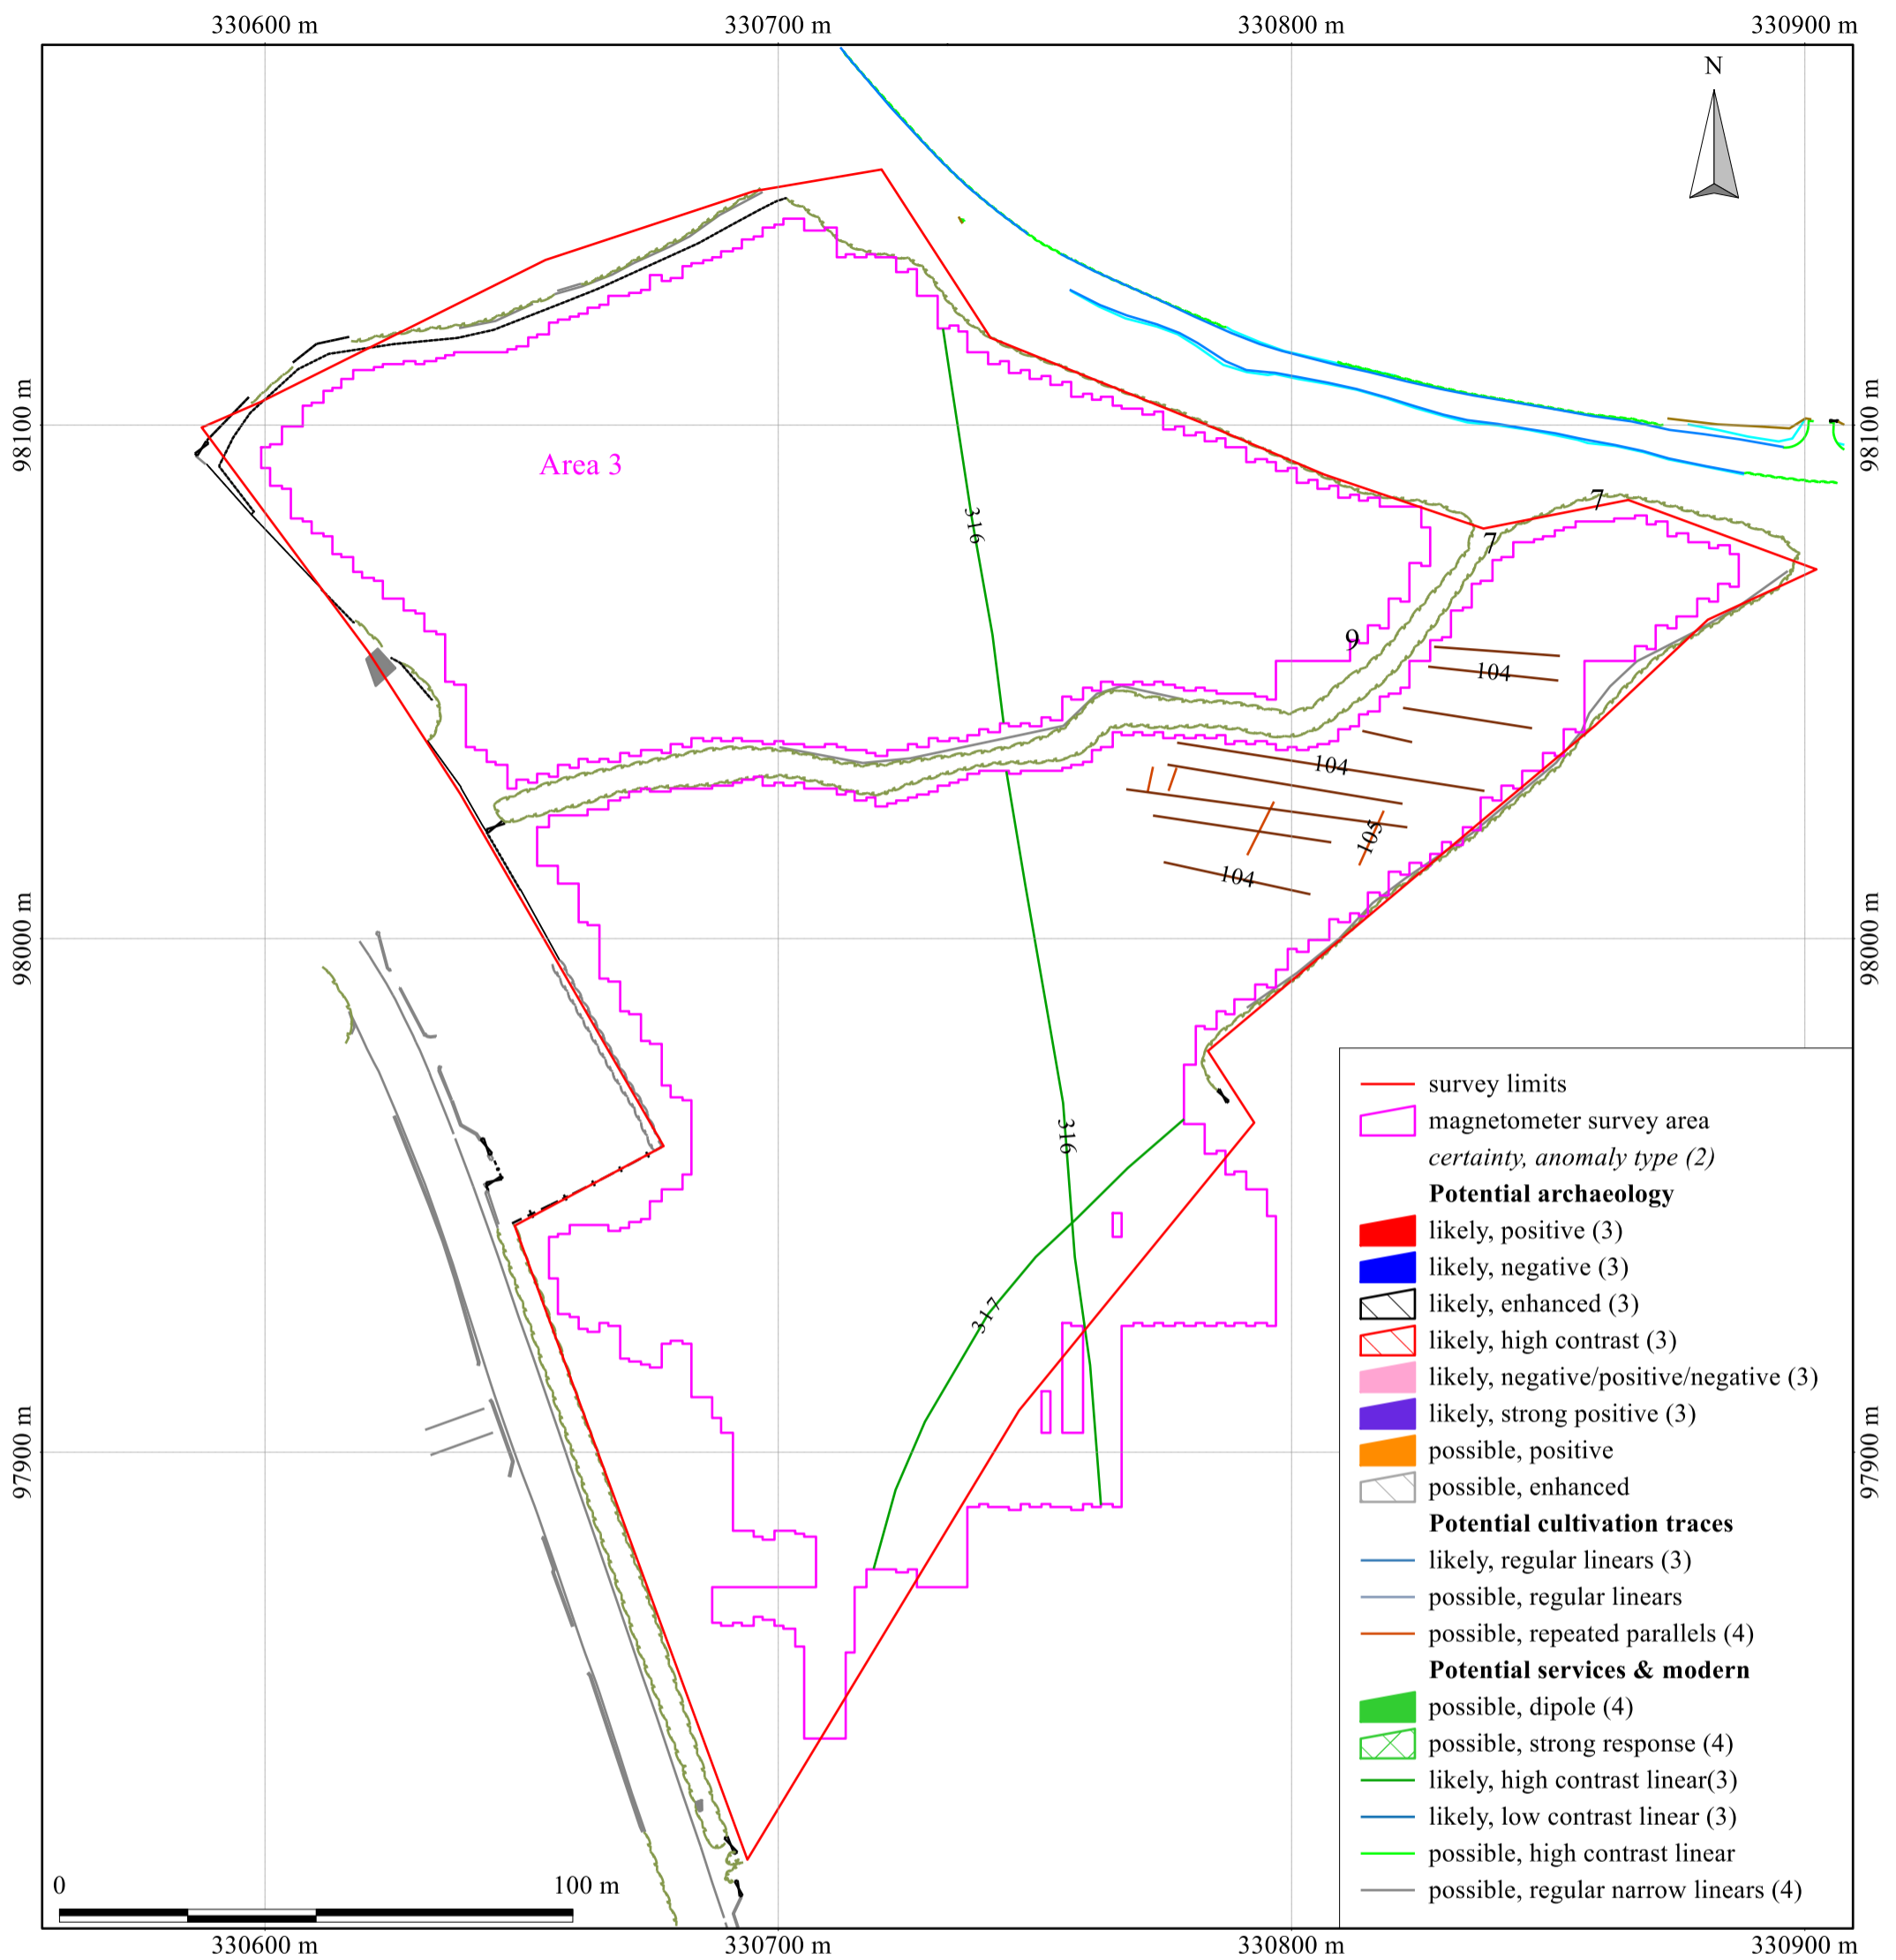 330600 m 330700 m 330800 m 330900 m
N
98100 m 98100 m
Area 3
316
7
7
9
104
104
105
104
98000 m 98000 m
316
317
97900 m 97900 m
survey limits
magnetometer survey area
certainty, anomaly type (2)
Potential archaeology
likely, positive (3)
likely, negative (3)
likely, enhanced (3)
likely, high contrast (3)
likely, negative/positive/negative (3)
likely, strong positive (3)
possible, positive
possible, enhanced
Potential cultivation traces
likely, regular linears (3)
possible, regular linears
possible, repeated parallels (4)
Potential services & modern
possible, dipole (4)
possible, strong response (4)
likely, high contrast linear(3)
likely, low contrast linear (3)
possible, high contrast linear
possible, regular narrow linears (4)
0 100 m
330600 m 330700 m 330800 m 330900 m